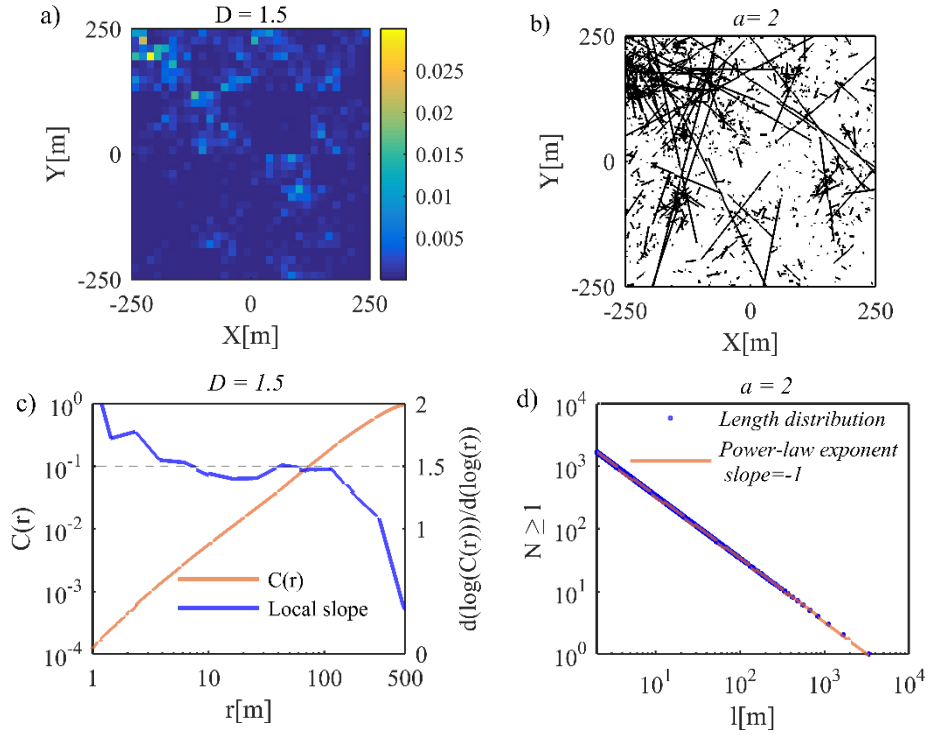 a)
D = 1.5
250
0
-250
-250
0
250
X[m]
Y[m]
0.025
0.020
0.015
0.010
0.005
b)
a= 2
250
0
-250
-250
0
250
X[m]
Y[m]
c)
D = 1.5
10^0
10^-1
10^-2
10^-3
10^-4
C(r)
2
1.5
1
0.5
0
d(log(C(r)))/d(log(r))
C(r)
Local slope
1
10
100
500
r[m]
d)
a = 2
10^4
10^3
10^2
10^1
10^0
N ≥ 1
Length distribution
Power-law exponent
slope=-1
10^1
10^2
10^3
10^4
l[m]